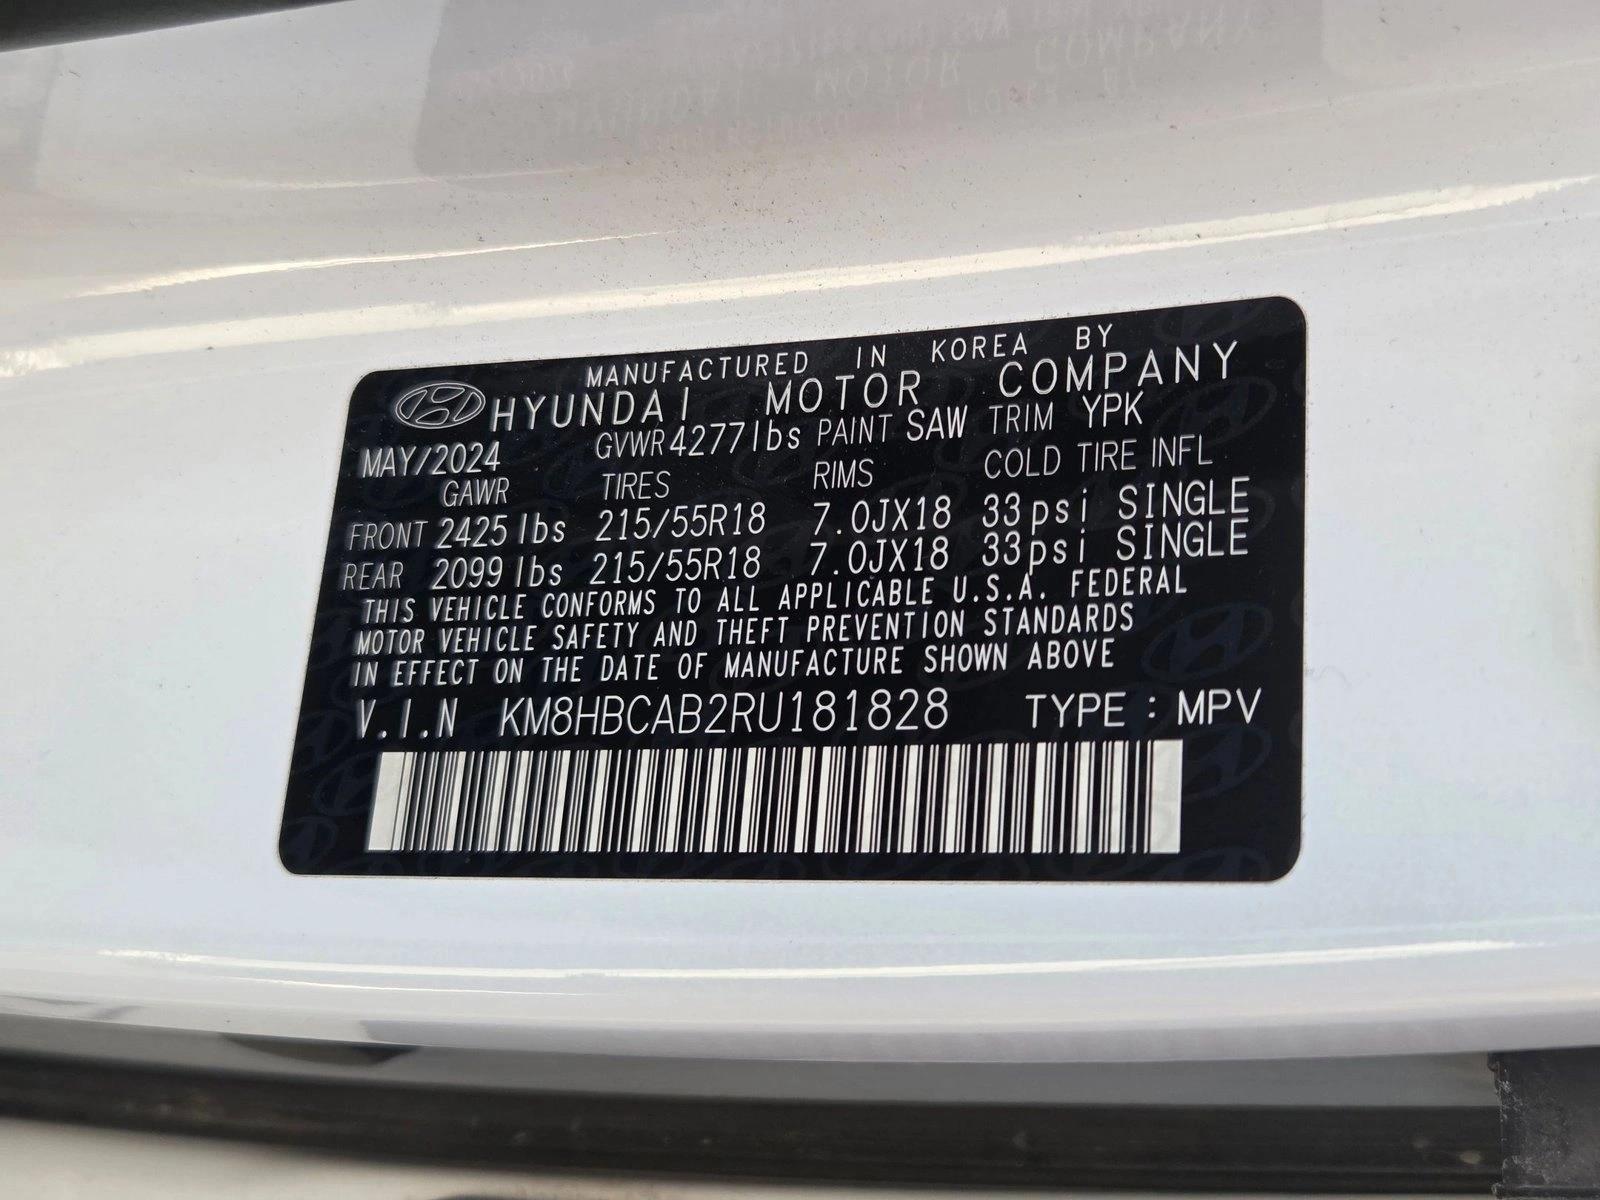 MANUFACTURED IN KOREA BY
HYUNDAI MOTOR COMPANY
MAY/2024 GVWR 4277lbs PAINT SAW TRIM YPK
GAWR TIRES RIMS COLD TIRE INFL
FRONT 2425lbs 215/55R18 7.0JX18 33psi SINGLE
REAR 2099lbs 215/55R18 7.0JX18 33psi SINGLE
THIS VEHICLE CONFORMS TO ALL APPLICABLE U.S.A. FEDERAL
MOTOR VEHICLE SAFETY AND THEFT PREVENTION STANDARDS
IN EFFECT ON THE DATE OF MANUFACTURE SHOWN ABOVE
V.I.N KM8HBCAB2RU181828 TYPE : MPV